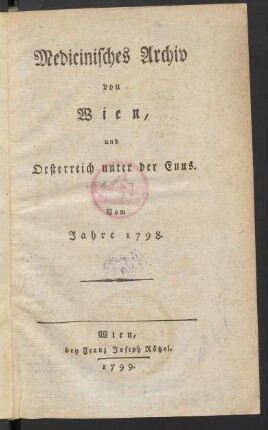 Medicinisches Archiv
von
Wien,
und
Oesterreich unter der Enns.
Vom
Jahre 1798.
Wien,
bey Franz Joseph Rötzel.
1799.